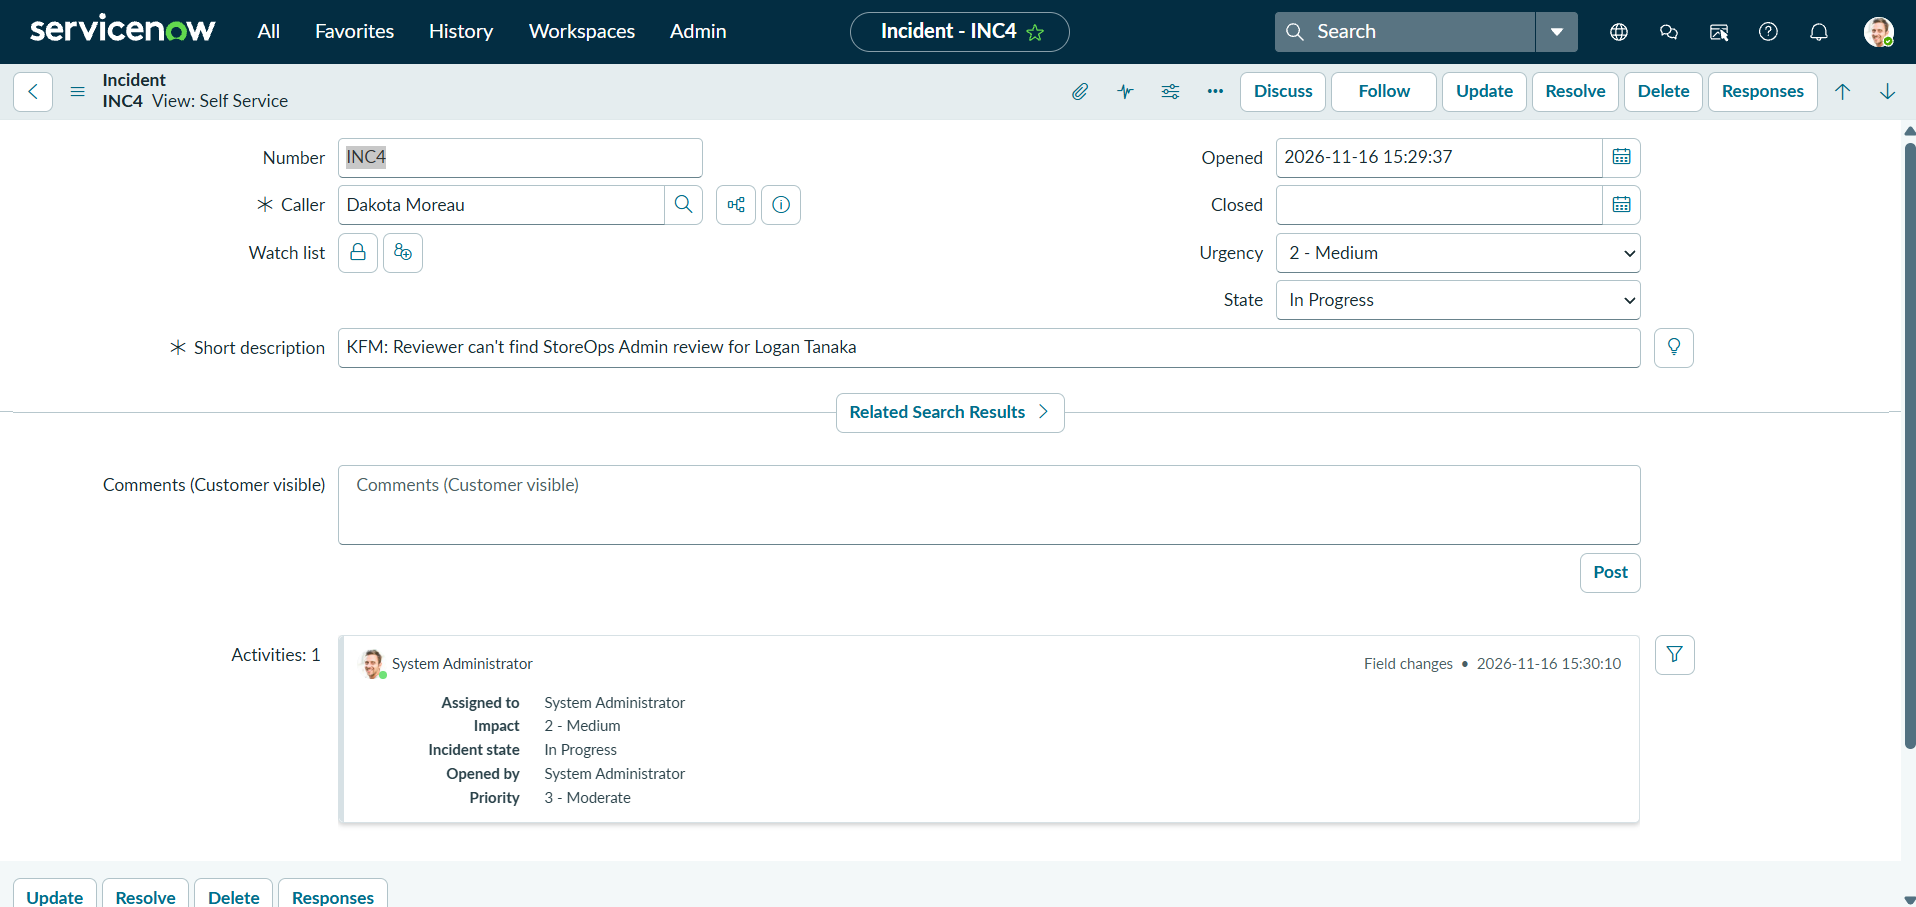 servicenow
All
Favorites
History
Workspaces
Admin
Incident - INC4
Search
Incident
INC4 View: Self Service
Discuss
Follow
Update
Resolve
Delete
Responses
Number
INC4
Opened
2026-11-16 15:29:37
Caller
Dakota Moreau
Closed
Watch list
Urgency
2 - Medium
State
In Progress
Short description
KFM: Reviewer can't find StoreOps Admin review for Logan Tanaka
Related Search Results
Comments (Customer visible)
Comments (Customer visible)
Post
Activities: 1
System Administrator
Field changes • 2026-11-16 15:30:10
Assigned to System Administrator
Impact 2 - Medium
Incident state In Progress
Opened by System Administrator
Priority 3 - Moderate
Update
Resolve
Delete
Responses